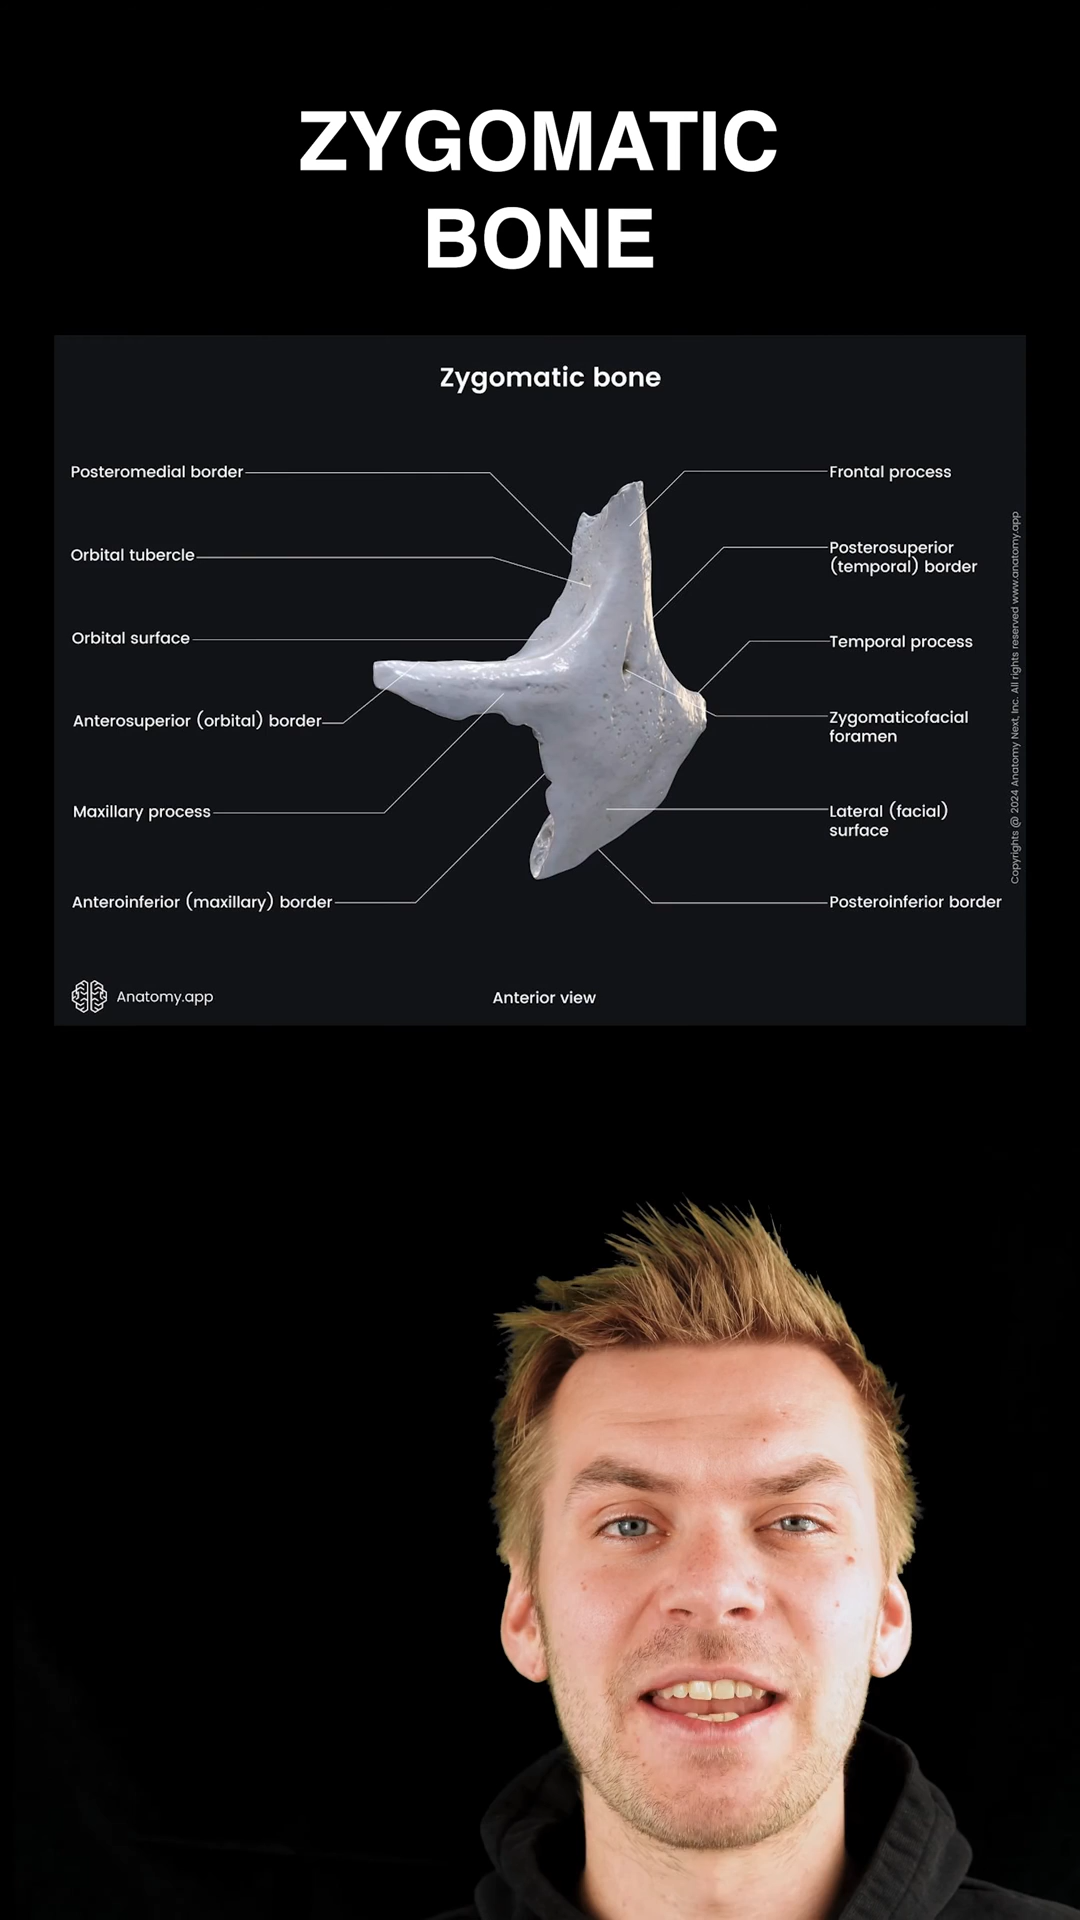 ZYGOMATIC
BONE
Zygomatic bone
Posteromedial border
Orbital tubercle
Orbital surface
Anterosuperior (orbital) border
Maxillary process
Anteroinferior (maxillary) border
Frontal process
Posterosuperior
(temporal) border
Temporal process
Zygomaticofacial
foramen
Lateral (facial)
surface
Posteroinferior border
Copyrights @ 2024 Anatomy Next, Inc. All rights reserved www.anatomy.app
Anatomy.app
Anterior view